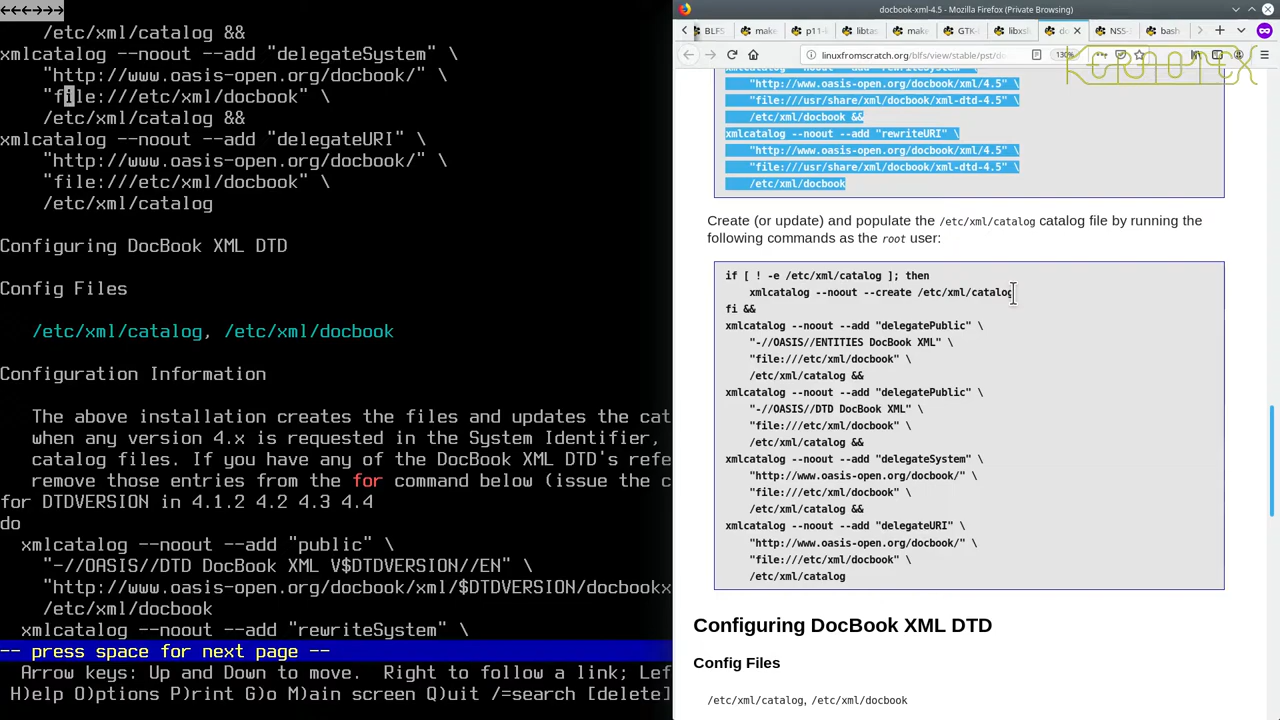 ←←←→→→
/etc/xml/catalog &&
xmlcatalog --noout --add "delegateSystem" \
"http://www.oasis-open.org/docbook/" \
"file:///etc/xml/docbook" \
/etc/xml/catalog &&
xmlcatalog --noout --add "delegateURI" \
"http://www.oasis-open.org/docbook/" \
"file:///etc/xml/docbook" \
/etc/xml/catalog
Configuring DocBook XML DTD
Config Files
/etc/xml/catalog, /etc/xml/docbook
Configuration Information
The above installation creates the files and updates the cat
when any version 4.x is requested in the System Identifier,
catalog files. If you have any of the DocBook XML DTD's refe
remove those entries from the for command below (issue the c
for DTDVERSION in 4.1.2 4.2 4.3 4.4
do
xmlcatalog --noout --add "public" \
"-//OASIS//DTD DocBook XML V$DTDVERSION//EN" \
"http://www.oasis-open.org/docbook/xml/$DTDVERSION/docbookx
/etc/xml/docbook
xmlcatalog --noout --add "rewriteSystem" \
-- press space for next page --
Arrow keys: Up and Down to move. Right to follow a link; Lef
H)elp O)ptions P)rint G)o M)ain screen Q)uit /=search [delete]
docbook-xml-4.5 - Mozilla Firefox (Private Browsing)
BLFS
make
p11-
libtas
make
GTK-
libxsl
do
NSS-
bash
linuxfromscratch.org/blfs/view/stable/pst/do
130%
KERNOTEX
xmlcatalog --noout --add "rewriteSystem" \
"http://www.oasis-open.org/docbook/xml/4.5" \
"file:///usr/share/xml/docbook/xml-dtd-4.5" \
/etc/xml/docbook &&
xmlcatalog --noout --add "rewriteURI" \
"http://www.oasis-open.org/docbook/xml/4.5" \
"file:///usr/share/xml/docbook/xml-dtd-4.5" \
/etc/xml/docbook
Create (or update) and populate the /etc/xml/catalog catalog file by running the
following commands as the root user:
if [ ! -e /etc/xml/catalog ]; then
xmlcatalog --noout --create /etc/xml/catalog
fi &&
xmlcatalog --noout --add "delegatePublic" \
"-//OASIS//ENTITIES DocBook XML" \
"file:///etc/xml/docbook" \
/etc/xml/catalog &&
xmlcatalog --noout --add "delegatePublic" \
"-//OASIS//DTD DocBook XML" \
"file:///etc/xml/docbook" \
/etc/xml/catalog &&
xmlcatalog --noout --add "delegateSystem" \
"http://www.oasis-open.org/docbook/" \
"file:///etc/xml/docbook" \
/etc/xml/catalog &&
xmlcatalog --noout --add "delegateURI" \
"http://www.oasis-open.org/docbook/" \
"file:///etc/xml/docbook" \
/etc/xml/catalog
Configuring DocBook XML DTD
Config Files
/etc/xml/catalog, /etc/xml/docbook